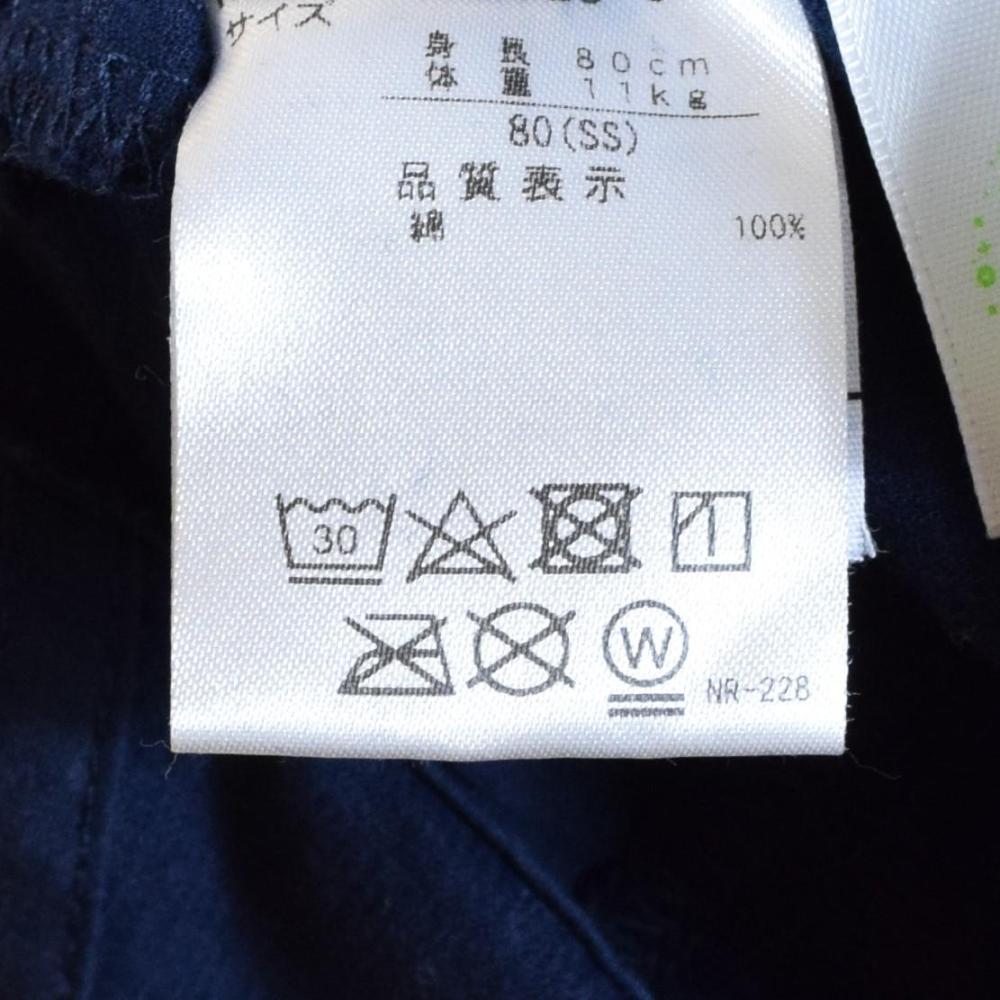 サイズ
身長 80cm
体重 11kg
80(SS)
品質表示
綿 100%
30
W
NR-228